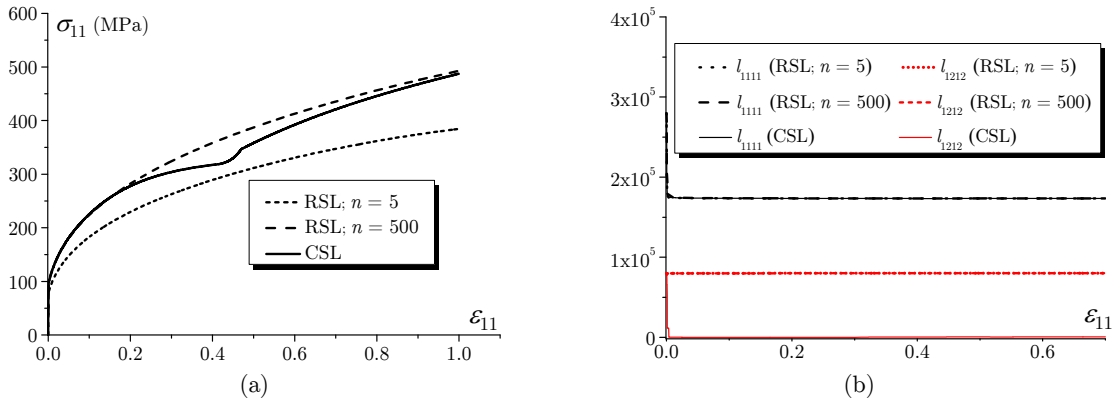 σ11 (MPa)
600
500
400
300
200
100
0
0.0 0.2 0.4 0.6 0.8 1.0
ε11
RSL; n = 5
RSL; n = 500
CSL
(a)
4x10^5
3x10^5
2x10^5
1x10^5
0
0.0 0.2 0.4 0.6
ε11
l1111 (RSL; n = 5) l1212 (RSL; n = 5)
l1111 (RSL; n = 500) l1212 (RSL; n = 500)
l1111 (CSL) l1212 (CSL)
(b)